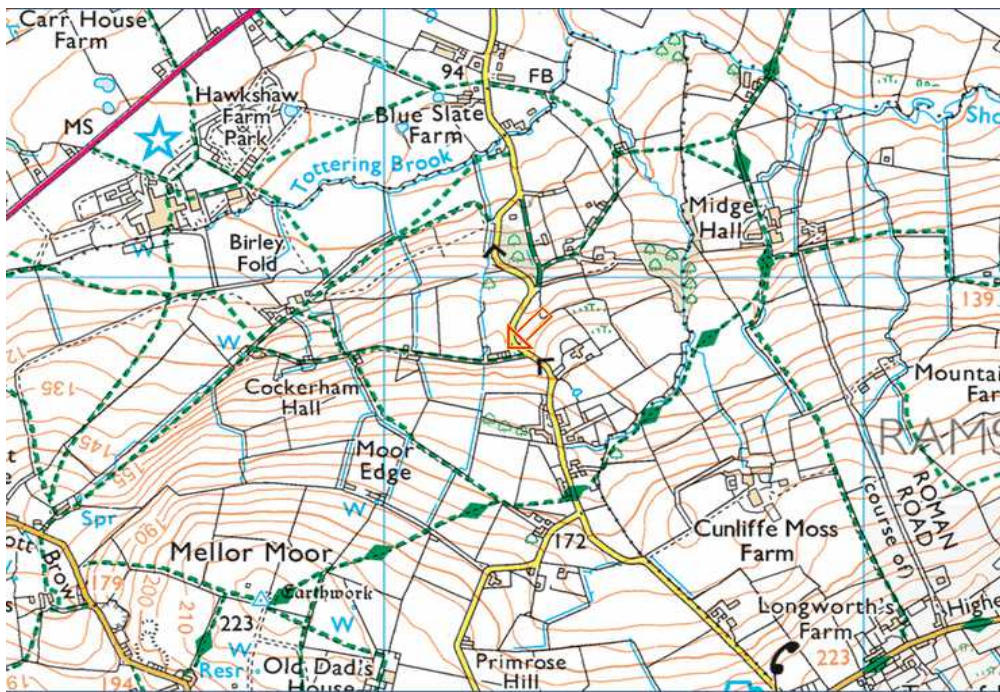 Carr House
Farm
94
FB
MS
Hawkshaw
Farm
Park
Blue Slate
Farm
Tottering Brook
Sho
W
Birley
Fold
Midge
Hall
139
W
135
Cockerham
Hall
Mountai
Far
145
155
Moor
Edge
RAMS
Spr
W
190
ROMAN
ROAD
(course of)
Mellor Moor
172
Cunliffe Moss
Farm
ott
Brow
179
200
210
Earthwork
223
W
W
Longworth's
Farm
Highe
223
Resr
Old Dad's
House
Primrose
Hill
194